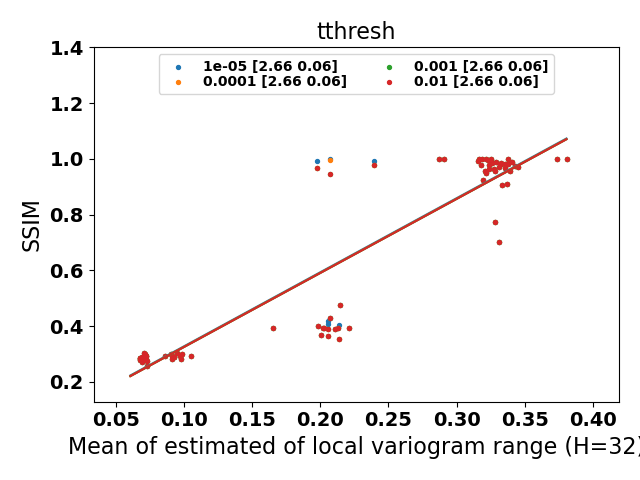 tthresh
1e-05 [2.66 0.06]
0.0001 [2.66 0.06]
0.001 [2.66 0.06]
0.01 [2.66 0.06]
SSIM
1.4
1.2
1.0
0.8
0.6
0.4
0.2
0.05 0.10 0.15 0.20 0.25 0.30 0.35 0.40
Mean of estimated of local variogram range (H=32)